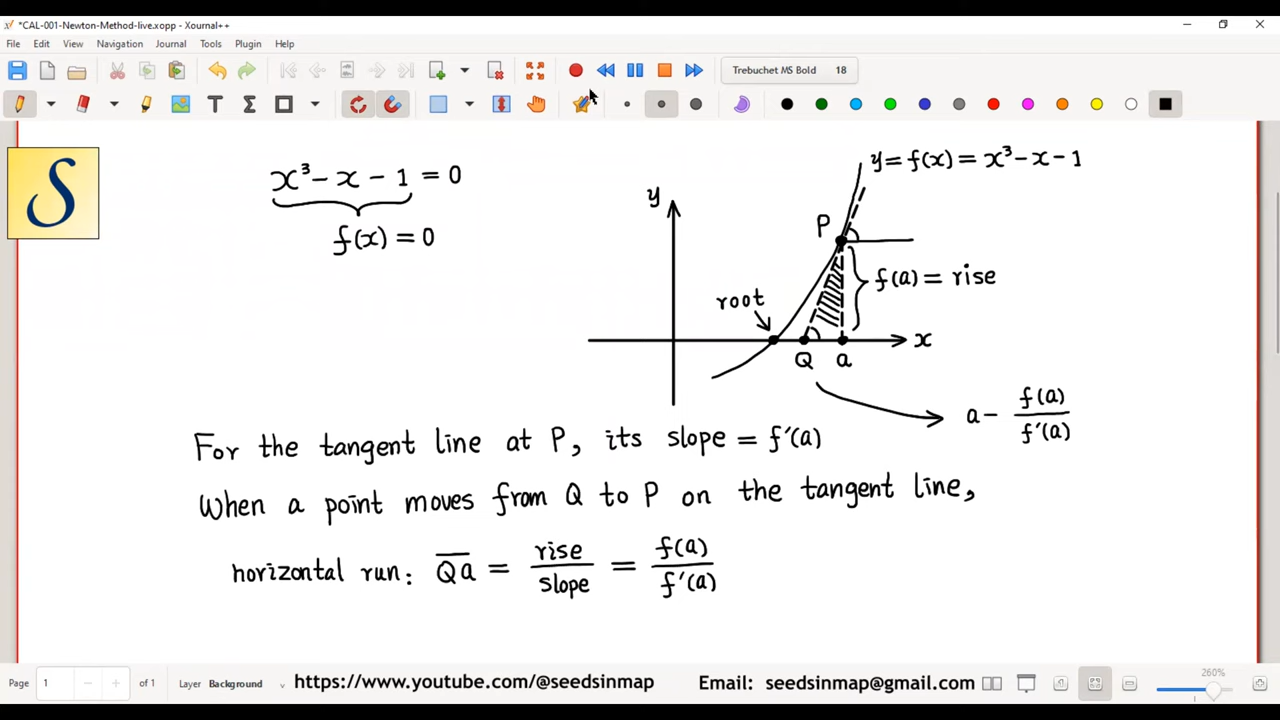 *CAL-001-Newton-Method-live.xopp - Xournal++
File Edit View Navigation Journal Tools Plugin Help
Trebuchet MS Bold 18
S
x³ − x − 1 = 0
f(x) = 0
y = f(x) = x³ − x − 1
y
P
f(a) = rise
root
x
Q a
a − f(a)/f′(a)
For the tangent line at P, its slope = f′(a)
When a point moves from Q to P on the tangent line,
horizontal run: Q̅a̅ = rise/slope = f(a)/f′(a)
Page 1 of 1 Layer Background https://www.youtube.com/@seedsinmap Email: seedsinmap@gmail.com 260%